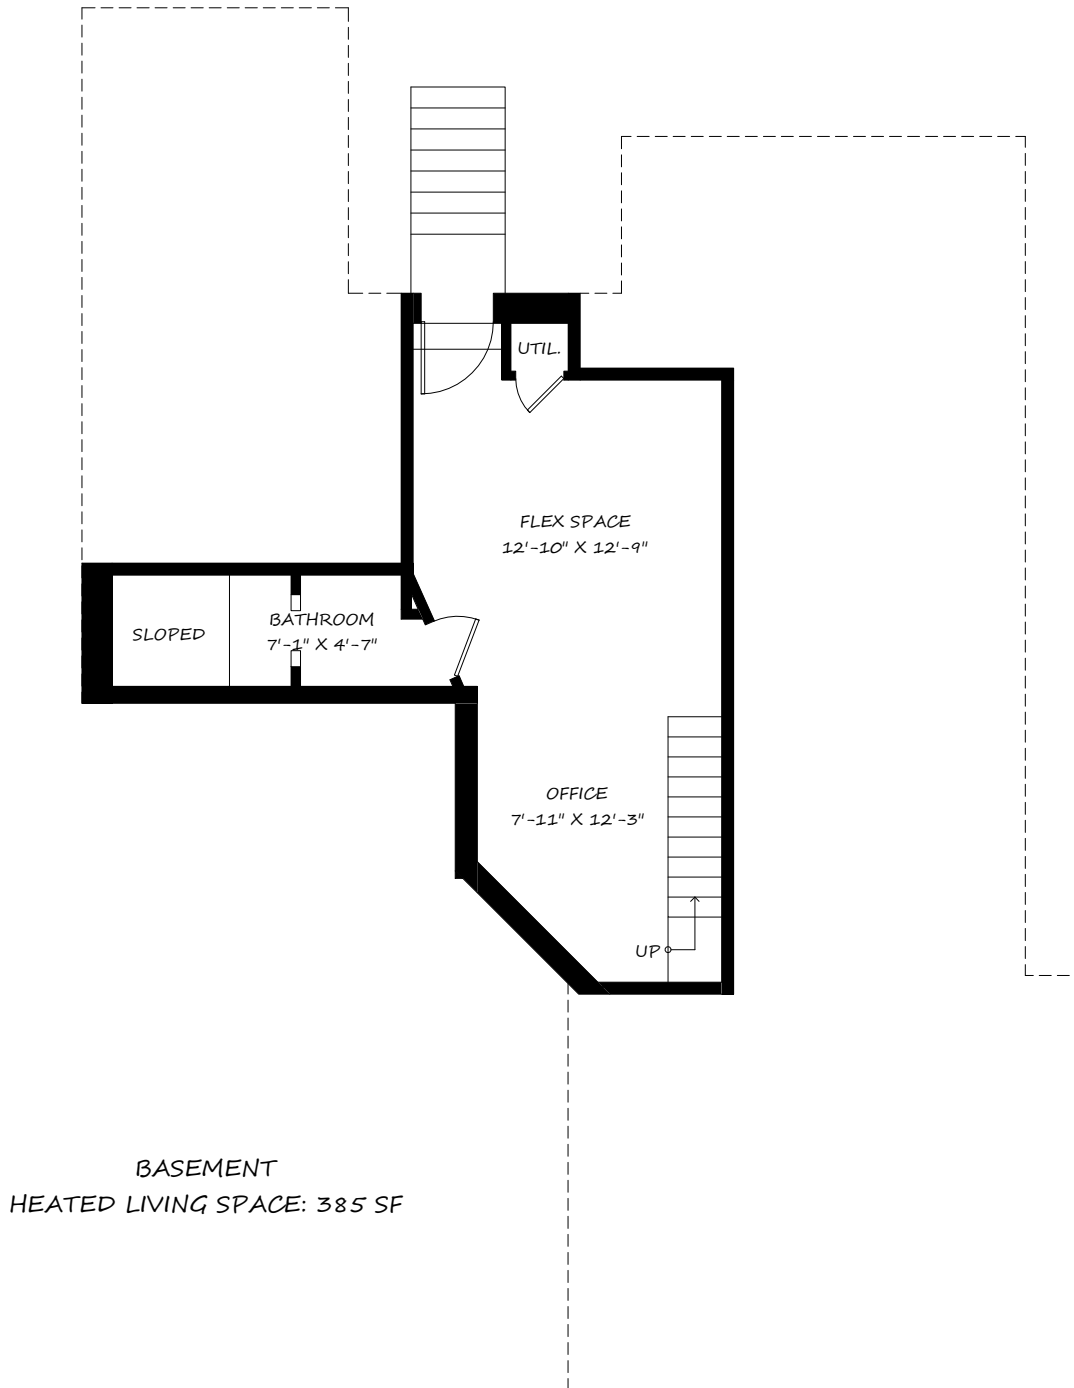 UTIL.
FLEX SPACE
12'-10" X 12'-9"
BATHROOM
7'-1" X 4'-7"
SLOPED
OFFICE
7'-11" X 12'-3"
UP
BASEMENT
HEATED LIVING SPACE: 385 SF